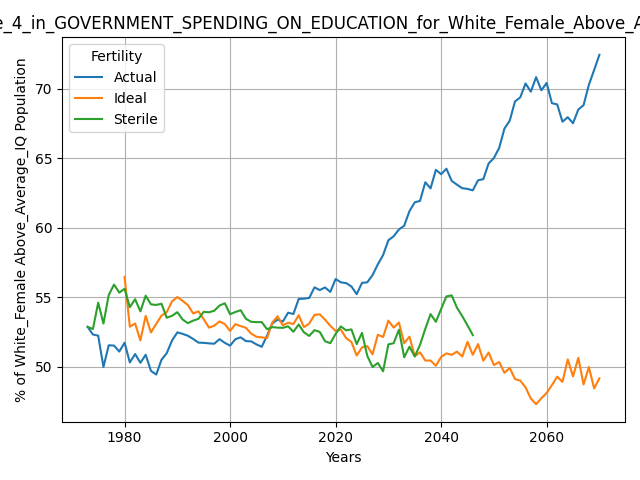 _4_in_GOVERNMENT_SPENDING_ON_EDUCATION_for_White_Female_Above_A
Fertility
Actual
Ideal
Sterile
% of White_Female Above_Average_IQ Population
70
65
60
55
50
1980
2000
2020
2040
2060
Years